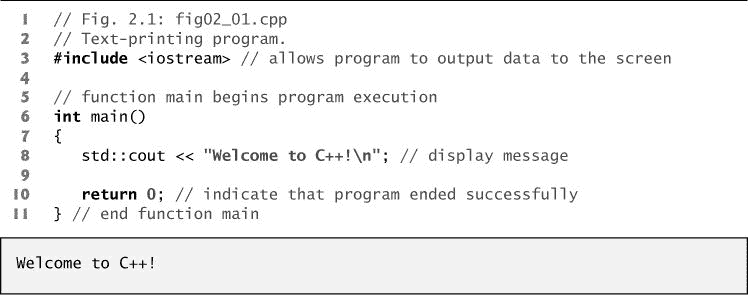 1 // Fig. 2.1: fig02_01.cpp
2 // Text-printing program.
3 #include <iostream> // allows program to output data to the screen
4
5 // function main begins program execution
6 int main()
7 {
8 std::cout << "Welcome to C++!\n"; // display message
9
10 return 0; // indicate that program ended successfully
11 } // end function main
Welcome to C++!